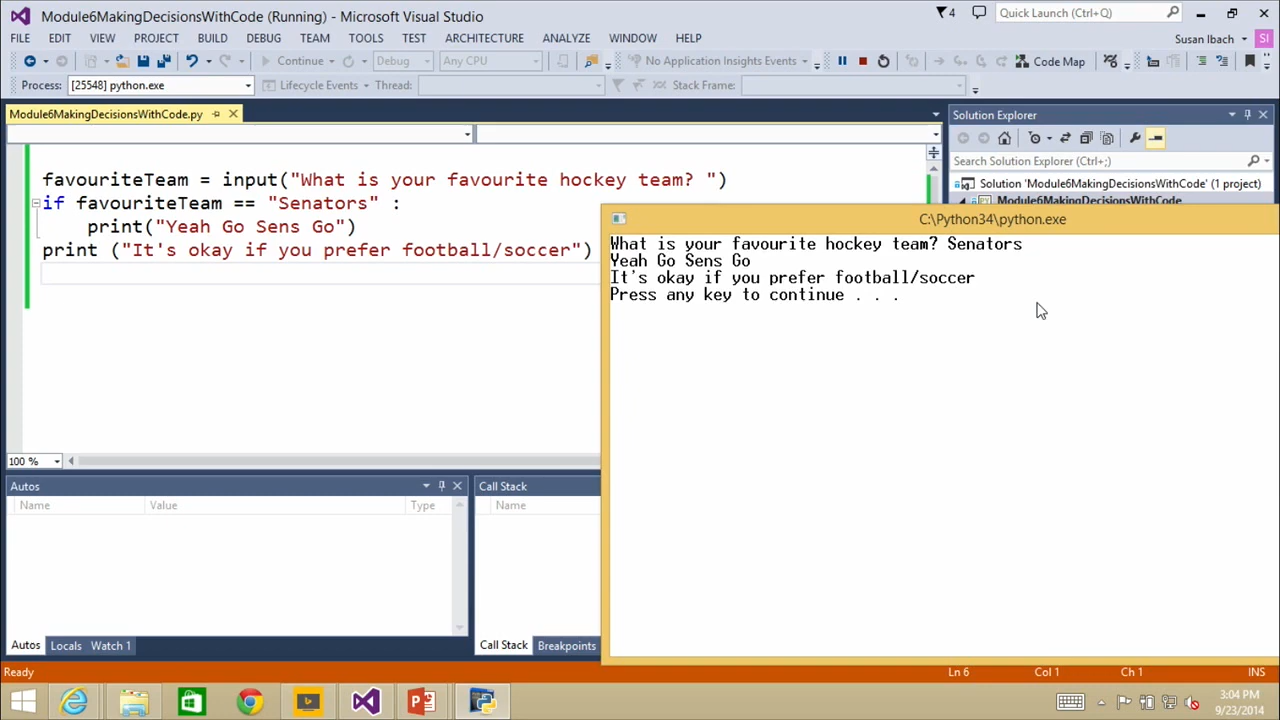 Module6MakingDecisionsWithCode (Running) - Microsoft Visual Studio
4
Quick Launch (Ctrl+Q)
FILE EDIT VIEW PROJECT BUILD DEBUG TEAM TOOLS TEST ARCHITECTURE ANALYZE WINDOW HELP
Susan Ibach
SI
Continue
Debug
Any CPU
No Application Insights Events
Code Map
Process: [25548] python.exe
Lifecycle Events
Thread:
Stack Frame:
Module6MakingDecisionsWithCode.py
favouriteTeam = input("What is your favourite hockey team? ")
if favouriteTeam == "Senators" :
print("Yeah Go Sens Go")
print ("It's okay if you prefer football/soccer")
100 %
Solution Explorer
Search Solution Explorer (Ctrl+;)
Solution 'Module6MakingDecisionsWithCode' (1 project)
Module6MakingDecisionsWithCode
C:\Python34\python.exe
What is your favourite hockey team? Senators
Yeah Go Sens Go
It's okay if you prefer football/soccer
Press any key to continue . . .
Autos
Name Value Type
Autos Locals Watch 1
Call Stack
Name
Call Stack Breakpoints
Ready
Ln 6 Col 1 Ch 1 INS
3:04 PM
9/23/2014